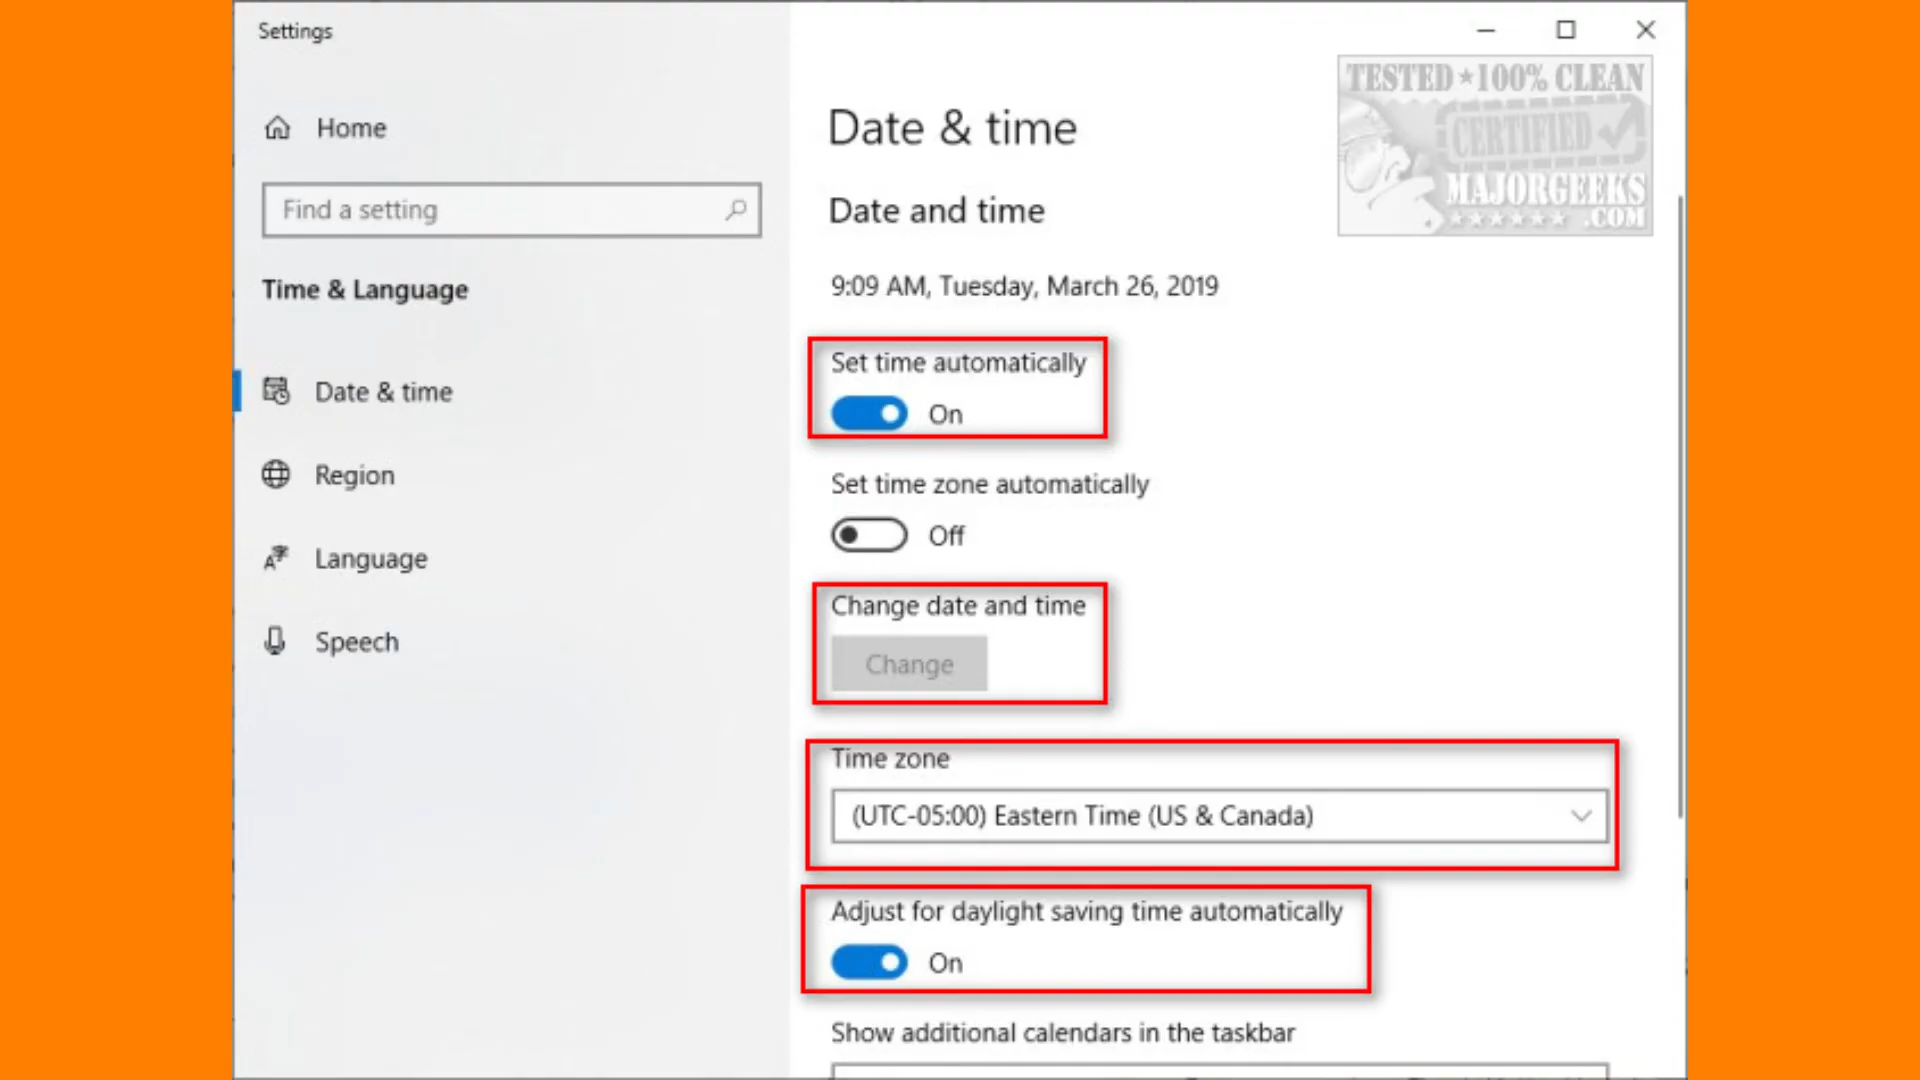 Settings
Home
Find a setting
Time & Language
Date & time
Region
Language
Speech
TESTED ★ 100% CLEAN
CERTIFIED
MAJORGEEKS
.COM
Date & time
Date and time
9:09 AM, Tuesday, March 26, 2019
Set time automatically
On
Set time zone automatically
Off
Change date and time
Change
Time zone
(UTC-05:00) Eastern Time (US & Canada)
Adjust for daylight saving time automatically
On
Show additional calendars in the taskbar